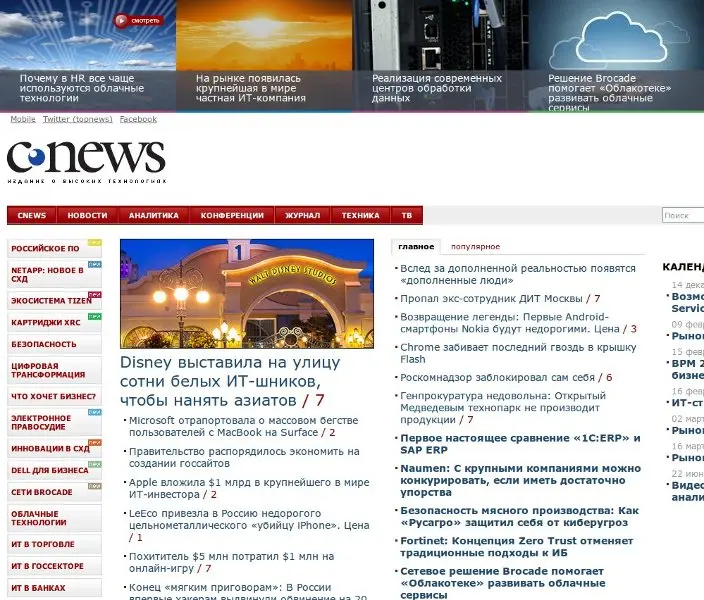 смотреть
Почему в HR все чаще
используются облачные
технологии
На рынке появилась
крупнейшая в мире
частная ИТ-компания
Реализация современных
центров обработки
данных
Решение Brocade
помогает «Облакотеке»
развивать облачные
сервисы
Mobile Twitter (topnews) Facebook
cnews
издание о высоких технологиях
CNEWS НОВОСТИ АНАЛИТИКА КОНФЕРЕНЦИИ ЖУРНАЛ ТЕХНИКА ТВ
Поиск
РОССИЙСКОЕ ПО new
NETAPP: НОВОЕ В new
СХД
ЭКОСИСТЕМА TIZEN new
КАРТРИДЖИ XRC new
БЕЗОПАСНОСТЬ
ЦИФРОВАЯ
ТРАНСФОРМАЦИЯ
ЧТО ХОЧЕТ БИЗНЕС?
ЭЛЕКТРОННОЕ new
ПРАВОСУДИЕ
ИННОВАЦИИ В СХД new
DELL ДЛЯ БИЗНЕСА new
СЕТИ BROCADE new
ОБЛАЧНЫЕ
ТЕХНОЛОГИИ
ИТ В ТОРГОВЛЕ
ИТ В ГОССЕКТОРЕ
ИТ В БАНКАХ
1
WALT DISNEY STUDIOS
Disney выставила на улицу
сотни белых ИТ-шников,
чтобы нанять азиатов / 7
Microsoft отрапортовала о массовом бегстве
пользователей с MacBook на Surface / 2
Правительство распорядилось экономить на
создании госсайтов
Apple вложила $1 млрд в крупнейшего в мире
ИТ-инвестора / 2
LeEco привезла в Россию недорогого
цельнометаллического «убийцу iPhone». Цена
/ 1
Похититель $5 млн потратил $1 млн на
онлайн-игру / 7
Конец «мягким приговорам»: В России
впервые хакерам выдвинули обвинение на 20
главное популярное
Вслед за дополненной реальностью появятся
«дополненные люди»
Пропал экс-сотрудник ДИТ Москвы / 7
Возвращение легенды: Первые Android-
смартфоны Nokia будут недорогими. Цена / 3
Chrome забивает последний гвоздь в крышку
Flash
Роскомнадзор заблокировал сам себя / 6
Генпрокуратура недовольна: Открытый
Медведевым технопарк не производит
продукции / 7
Первое настоящее сравнение «1С:ERP» и
SAP ERP
Naumen: С крупными компаниями можно
конкурировать, если иметь достаточно
упорства
Безопасность мясного производства: Как
«Русагро» защитил себя от киберугроз
Fortinet: Концепция Zero Trust отменяет
традиционные подходы к ИБ
Сетевое решение Brocade помогает
«Облакотеке» развивать облачные
сервисы
КАЛЕН
14 дека
Возмо
Servic
09 февр
Рыно
15 февр
BPM 2
бизне
16 февр
ИТ-ст
02 март
Рыно
16 март
Рыно
22 июн
Видео
анали